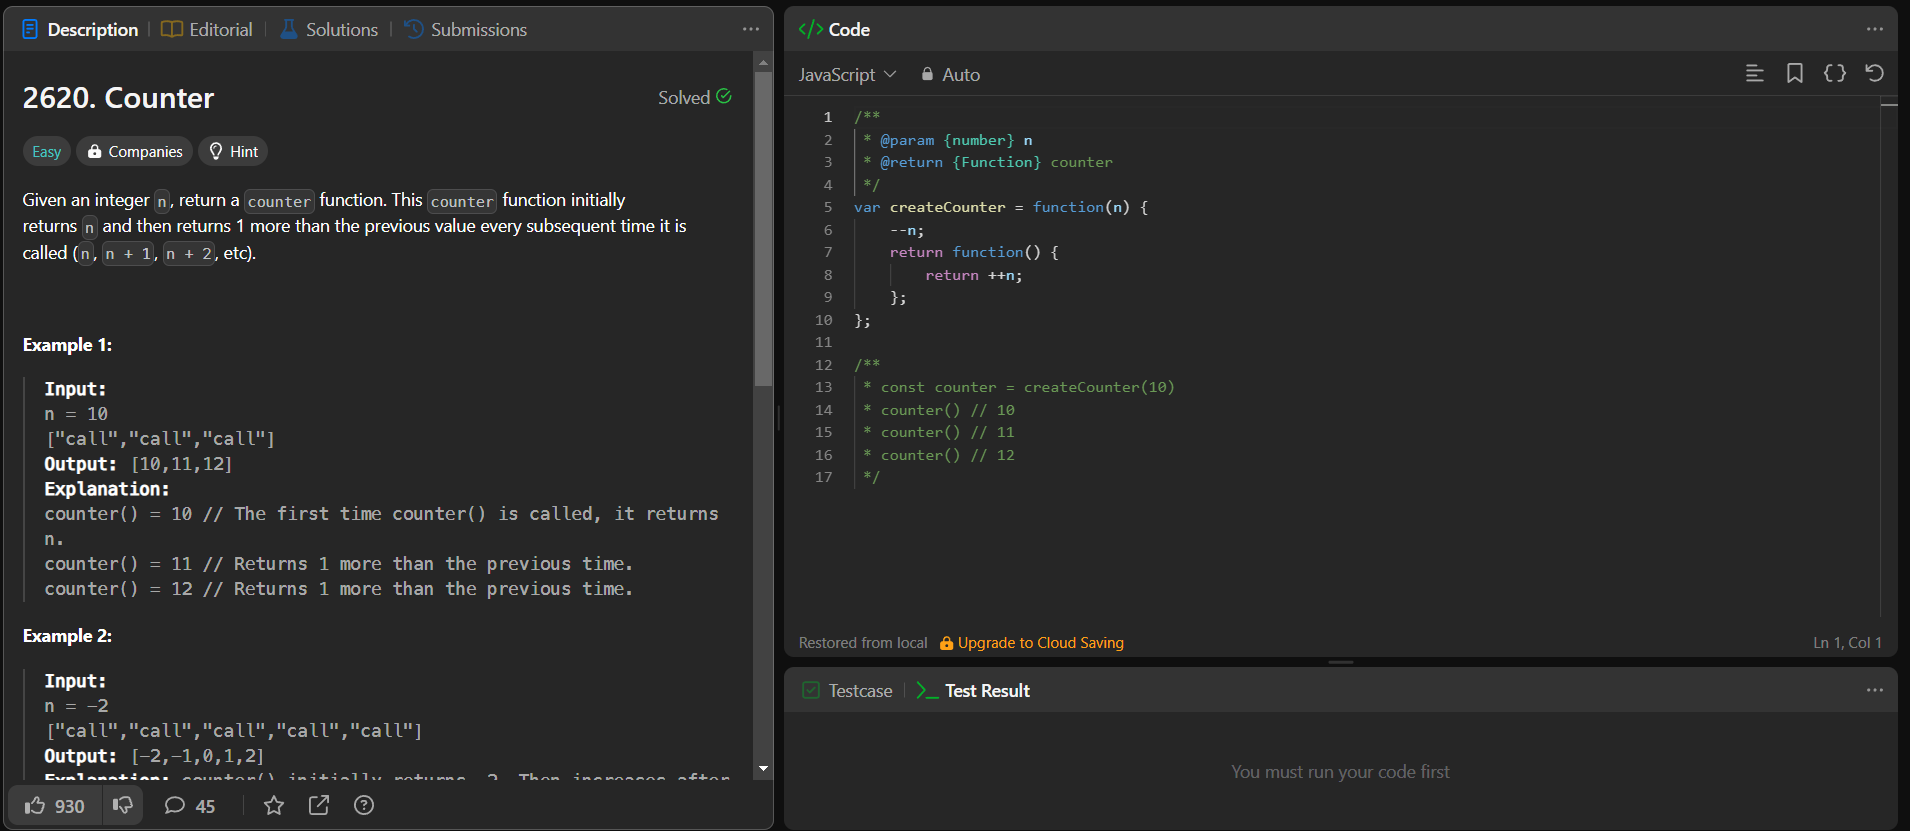 Description
Editorial
Solutions
Submissions
2620. Counter
Solved
Easy
Companies
Hint
Given an integer n, return a counter function. This counter function initially
returns n and then returns 1 more than the previous value every subsequent time it is
called (n, n + 1, n + 2, etc).
Example 1:
Input:
n = 10
["call","call","call"]
Output: [10,11,12]
Explanation:
counter() = 10 // The first time counter() is called, it returns
n.
counter() = 11 // Returns 1 more than the previous time.
counter() = 12 // Returns 1 more than the previous time.
Example 2:
Input:
n = -2
["call","call","call","call","call"]
Output: [-2,-1,0,1,2]
Explanation: counter() initially returns -2. Then increases after
930
45
</> Code
JavaScript
Auto
1 /**
2  * @param {number} n
3  * @return {Function} counter
4  */
5 var createCounter = function(n) {
6     --n;
7     return function() {
8         return ++n;
9     };
10 };
11
12 /**
13  * const counter = createCounter(10)
14  * counter() // 10
15  * counter() // 11
16  * counter() // 12
17  */
Restored from local
Upgrade to Cloud Saving
Ln 1, Col 1
Testcase
Test Result
You must run your code first